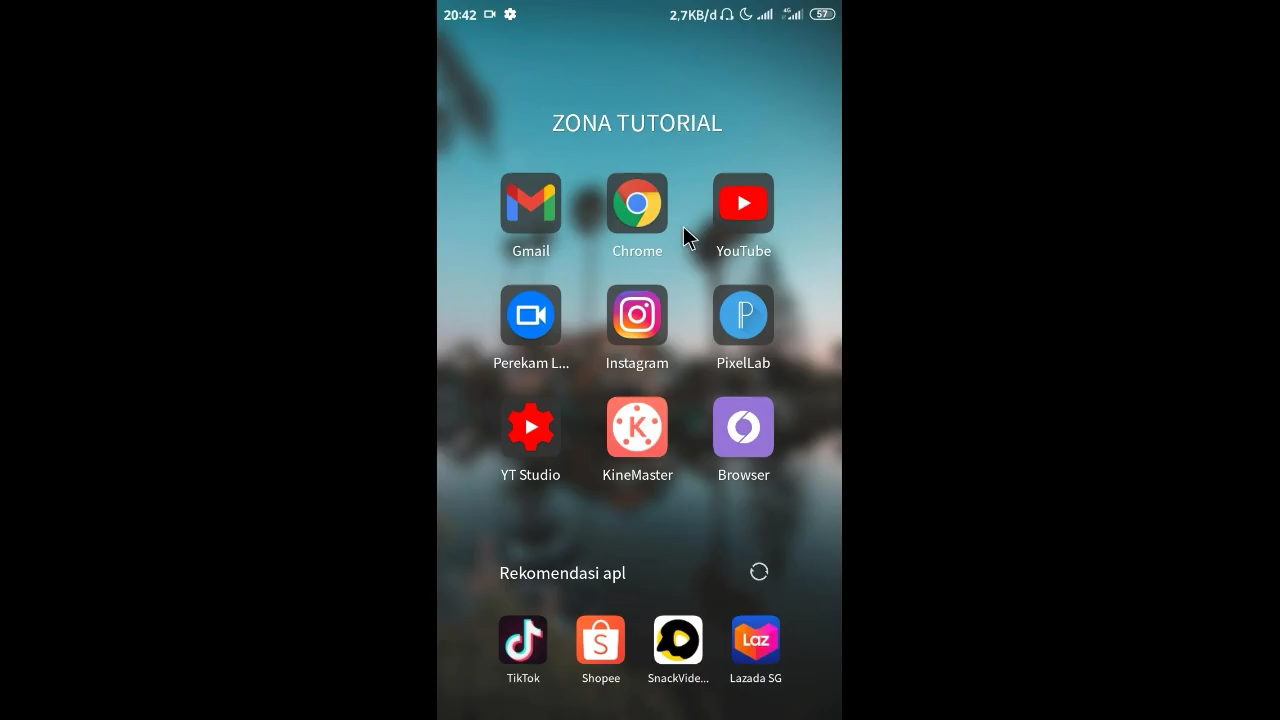 20:42 2,7KB/d 4G 57
ZONA TUTORIAL
Gmail Chrome YouTube
Perekam L... Instagram PixelLab
YT Studio KineMaster Browser
Rekomendasi apl
TikTok Shopee SnackVide... Lazada SG